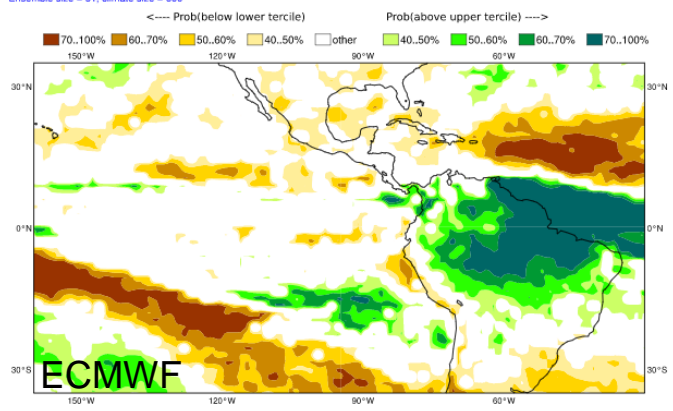 <---- Prob(below lower tercile) Prob(above upper tercile) ---->
70..100% 60..70% 50..60% 40..50% other 40..50% 50..60% 60..70% 70..100%
150°W 120°W 90°W 60°W
30°N 30°N
0°N 0°N
30°S 30°S
ECMWF
150°W 120°W 90°W 60°W